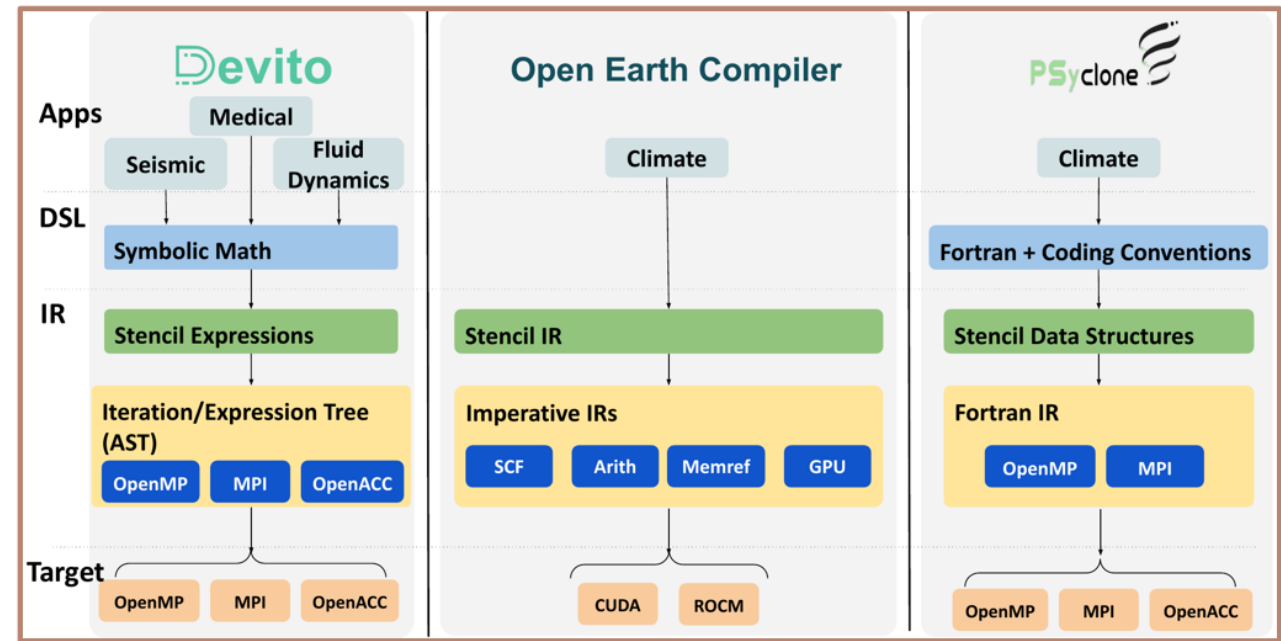 Devito
Open Earth Compiler
PSyclone
Apps
Medical
Seismic
Fluid
Dynamics
Climate
Climate
DSL
Symbolic Math
Fortran + Coding Conventions
IR
Stencil Expressions
Stencil IR
Stencil Data Structures
Iteration/Expression Tree
(AST)
OpenMP
MPI
OpenACC
Imperative IRs
SCF
Arith
Memref
GPU
Fortran IR
OpenMP
MPI
Target
OpenMP
MPI
OpenACC
CUDA
ROCM
OpenMP
MPI
OpenACC